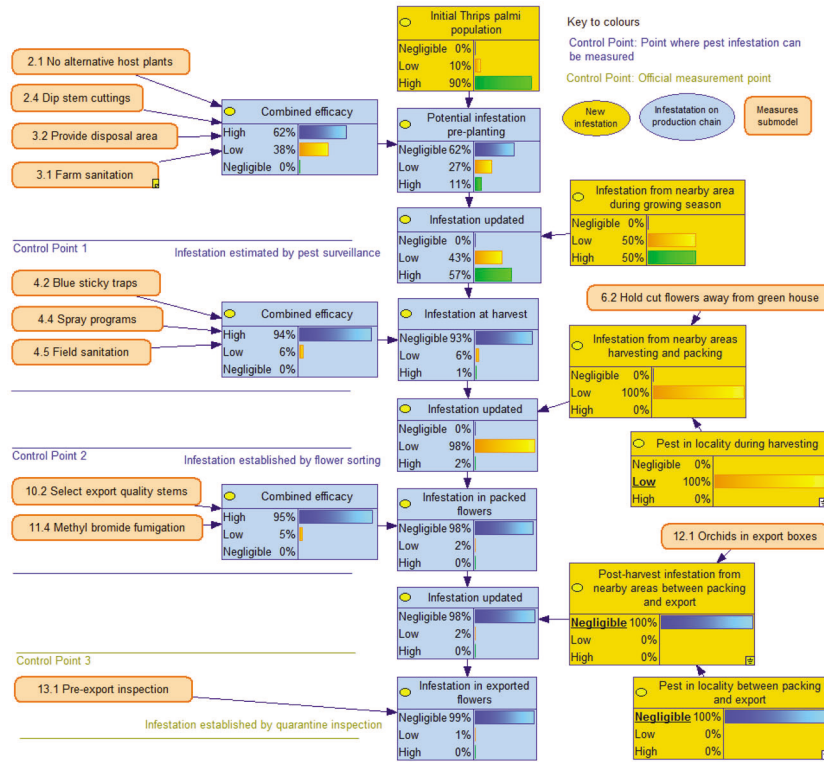 Initial Thrips palmi
population
Negligible 0%
Low 10%
High 90%
Key to colours
Control Point: Point where pest infestation can
be measured
Control Point: Official measurement point
New
infestation
Infestatation on
production chain
Measures
submodel
2.1 No alternative host plants
2.4 Dip stem cuttings
3.2 Provide disposal area
3.1 Farm sanitation
Combined efficacy
High 62%
Low 38%
Negligible 0%
Potential infestation
pre-planting
Negligible 62%
Low 27%
High 11%
Infestation from nearby area
during growing season
Negligible 0%
Low 50%
High 50%
Infestation updated
Negligible 0%
Low 43%
High 57%
Control Point 1
Infestation estimated by pest surveillance
4.2 Blue sticky traps
4.4 Spray programs
4.5 Field sanitation
Combined efficacy
High 94%
Low 6%
Negligible 0%
Infestation at harvest
Negligible 93%
Low 6%
High 1%
6.2 Hold cut flowers away from green house
Infestation from nearby areas
harvesting and packing
Negligible 0%
Low 100%
High 0%
Infestation updated
Negligible 0%
Low 98%
High 2%
Pest in locality during harvesting
Negligible 0%
Low 100%
High 0%
Control Point 2
Infestation established by flower sorting
10.2 Select export quality stems
11.4 Methyl bromide fumigation
Combined efficacy
High 95%
Low 5%
Negligible 0%
Infestation in packed
flowers
Negligible 98%
Low 2%
High 0%
12.1 Orchids in export boxes
Post-harvest infestation from
nearby areas between packing
and export
Negligible 100%
Low 0%
High 0%
Infestation updated
Negligible 98%
Low 2%
High 0%
Control Point 3
13.1 Pre-export inspection
Infestation established by quarantine inspection
Infestation in exported
flowers
Negligible 99%
Low 1%
High 0%
Pest in locality between packing
and export
Negligible 100%
Low 0%
High 0%